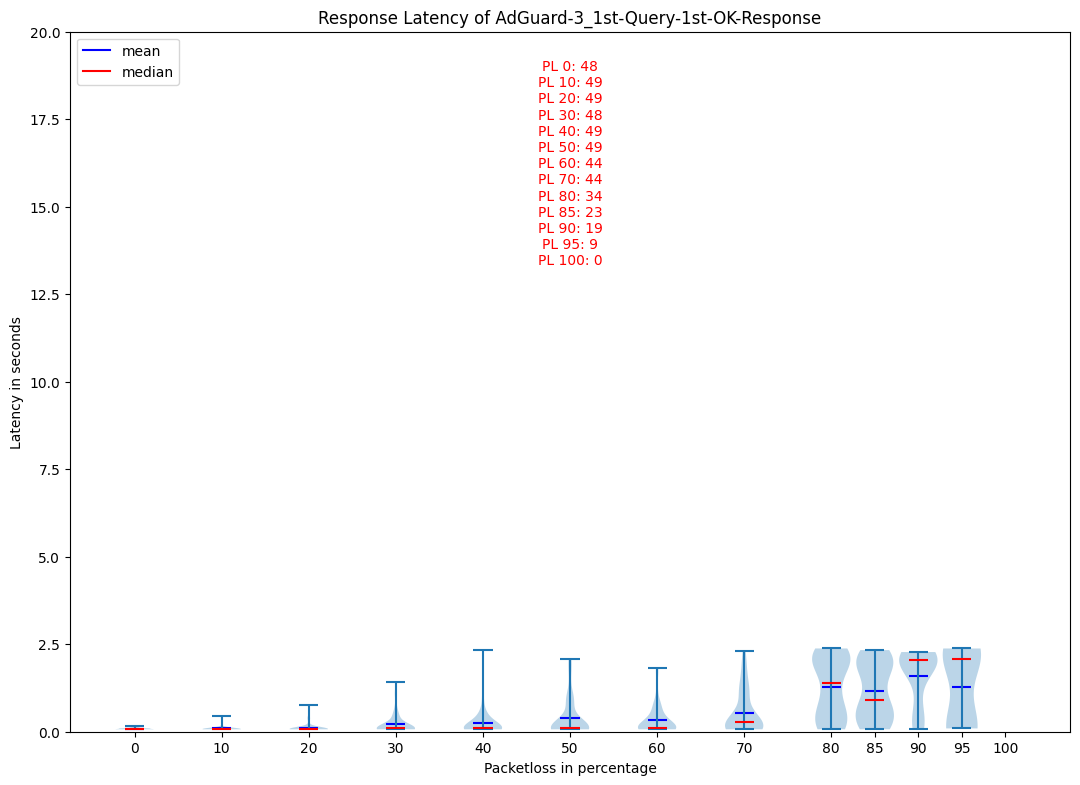 Response Latency of AdGuard-3_1st-Query-1st-OK-Response
20.0
17.5
15.0
12.5
10.0
7.5
5.0
2.5
0.0
Latency in seconds
mean
median
PL 0: 48
PL 10: 49
PL 20: 49
PL 30: 48
PL 40: 49
PL 50: 49
PL 60: 44
PL 70: 44
PL 80: 34
PL 85: 23
PL 90: 19
PL 95: 9
PL 100: 0
0 10 20 30 40 50 60 70 80 85 90 95 100
Packetloss in percentage